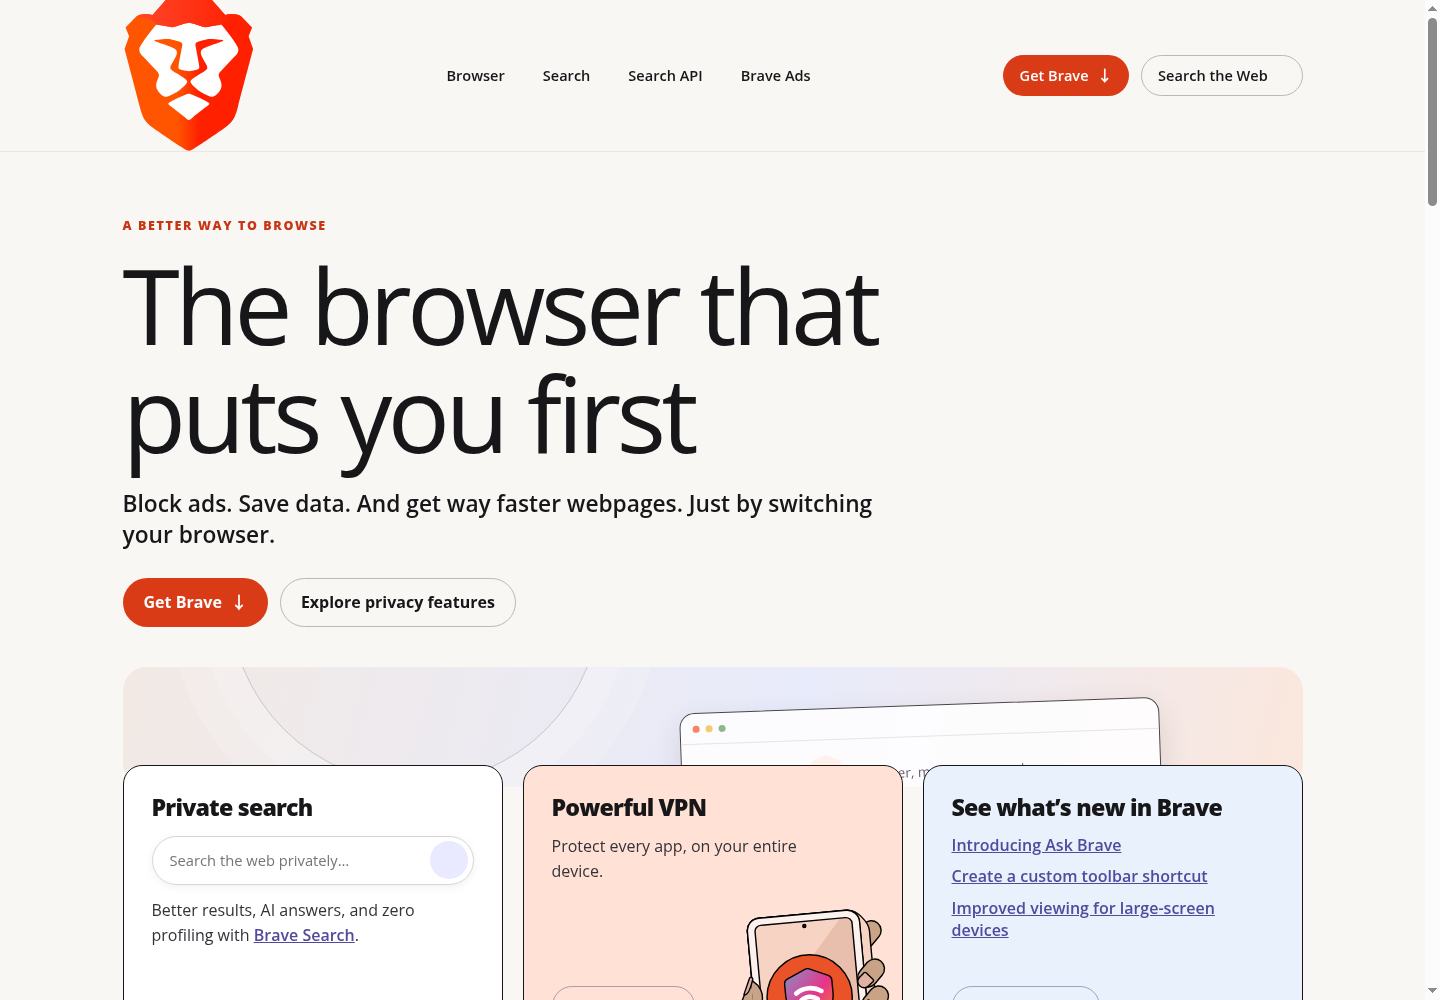 Browser
Search
Search API
Brave Ads
Get Brave
Search the Web
A BETTER WAY TO BROWSE
The browser that
puts you first
Block ads. Save data. And get way faster webpages. Just by switching
your browser.
Get Brave
Explore privacy features
Private search
Search the web privately...
Better results, AI answers, and zero
profiling with Brave Search.
Powerful VPN
Protect every app, on your entire
device.
See what’s new in Brave
Introducing Ask Brave
Create a custom toolbar shortcut
Improved viewing for large-screen
devices